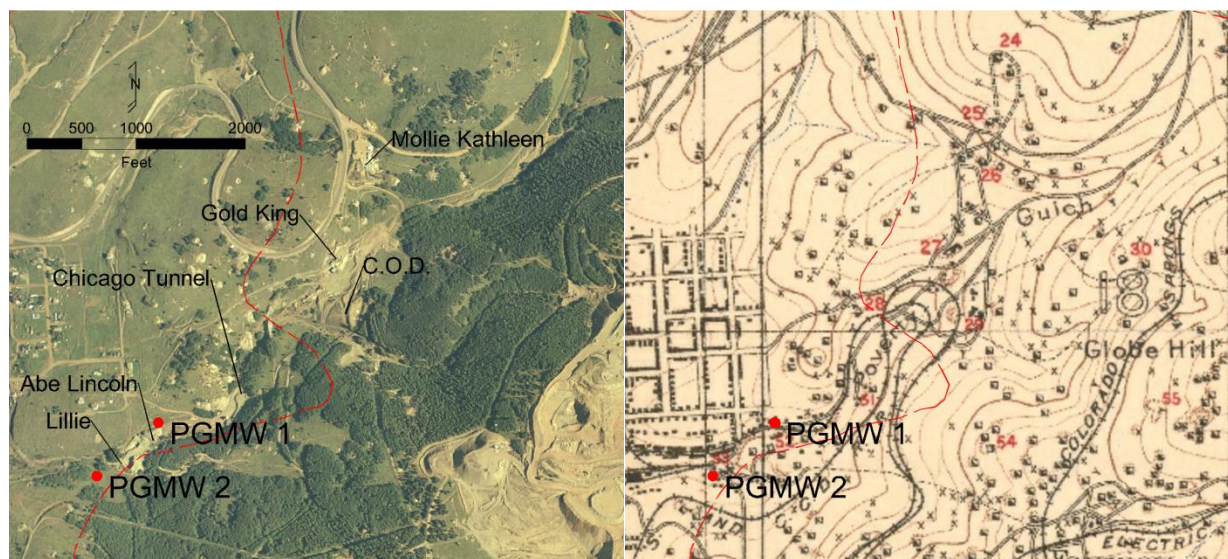 N
0 500 1000 2000
Feet
Mollie Kathleen
Gold King
C.O.D.
Chicago Tunnel
Abe Lincoln
Lillie
PGMW 1
PGMW 2
24
25
26
Gulch
27
30
28
29
Globe Hill
COLORADO SPRINGS
51
55
54
PGMW 1
PGMW 2
ELECTRIC